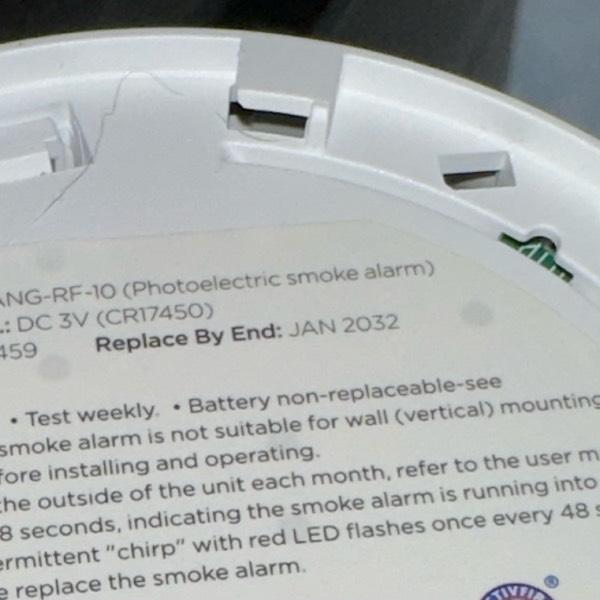 ANG-RF-10 (Photoelectric smoke alarm)
.: DC 3V (CR17450)
459 Replace By End: JAN 2032
• Test weekly. • Battery non-replaceable-see
smoke alarm is not suitable for wall (vertical) mounting
fore installing and operating.
the outside of the unit each month, refer to the user m
8 seconds, indicating the smoke alarm is running into
ermittent "chirp" with red LED flashes once every 48 s
e replace the smoke alarm.
®